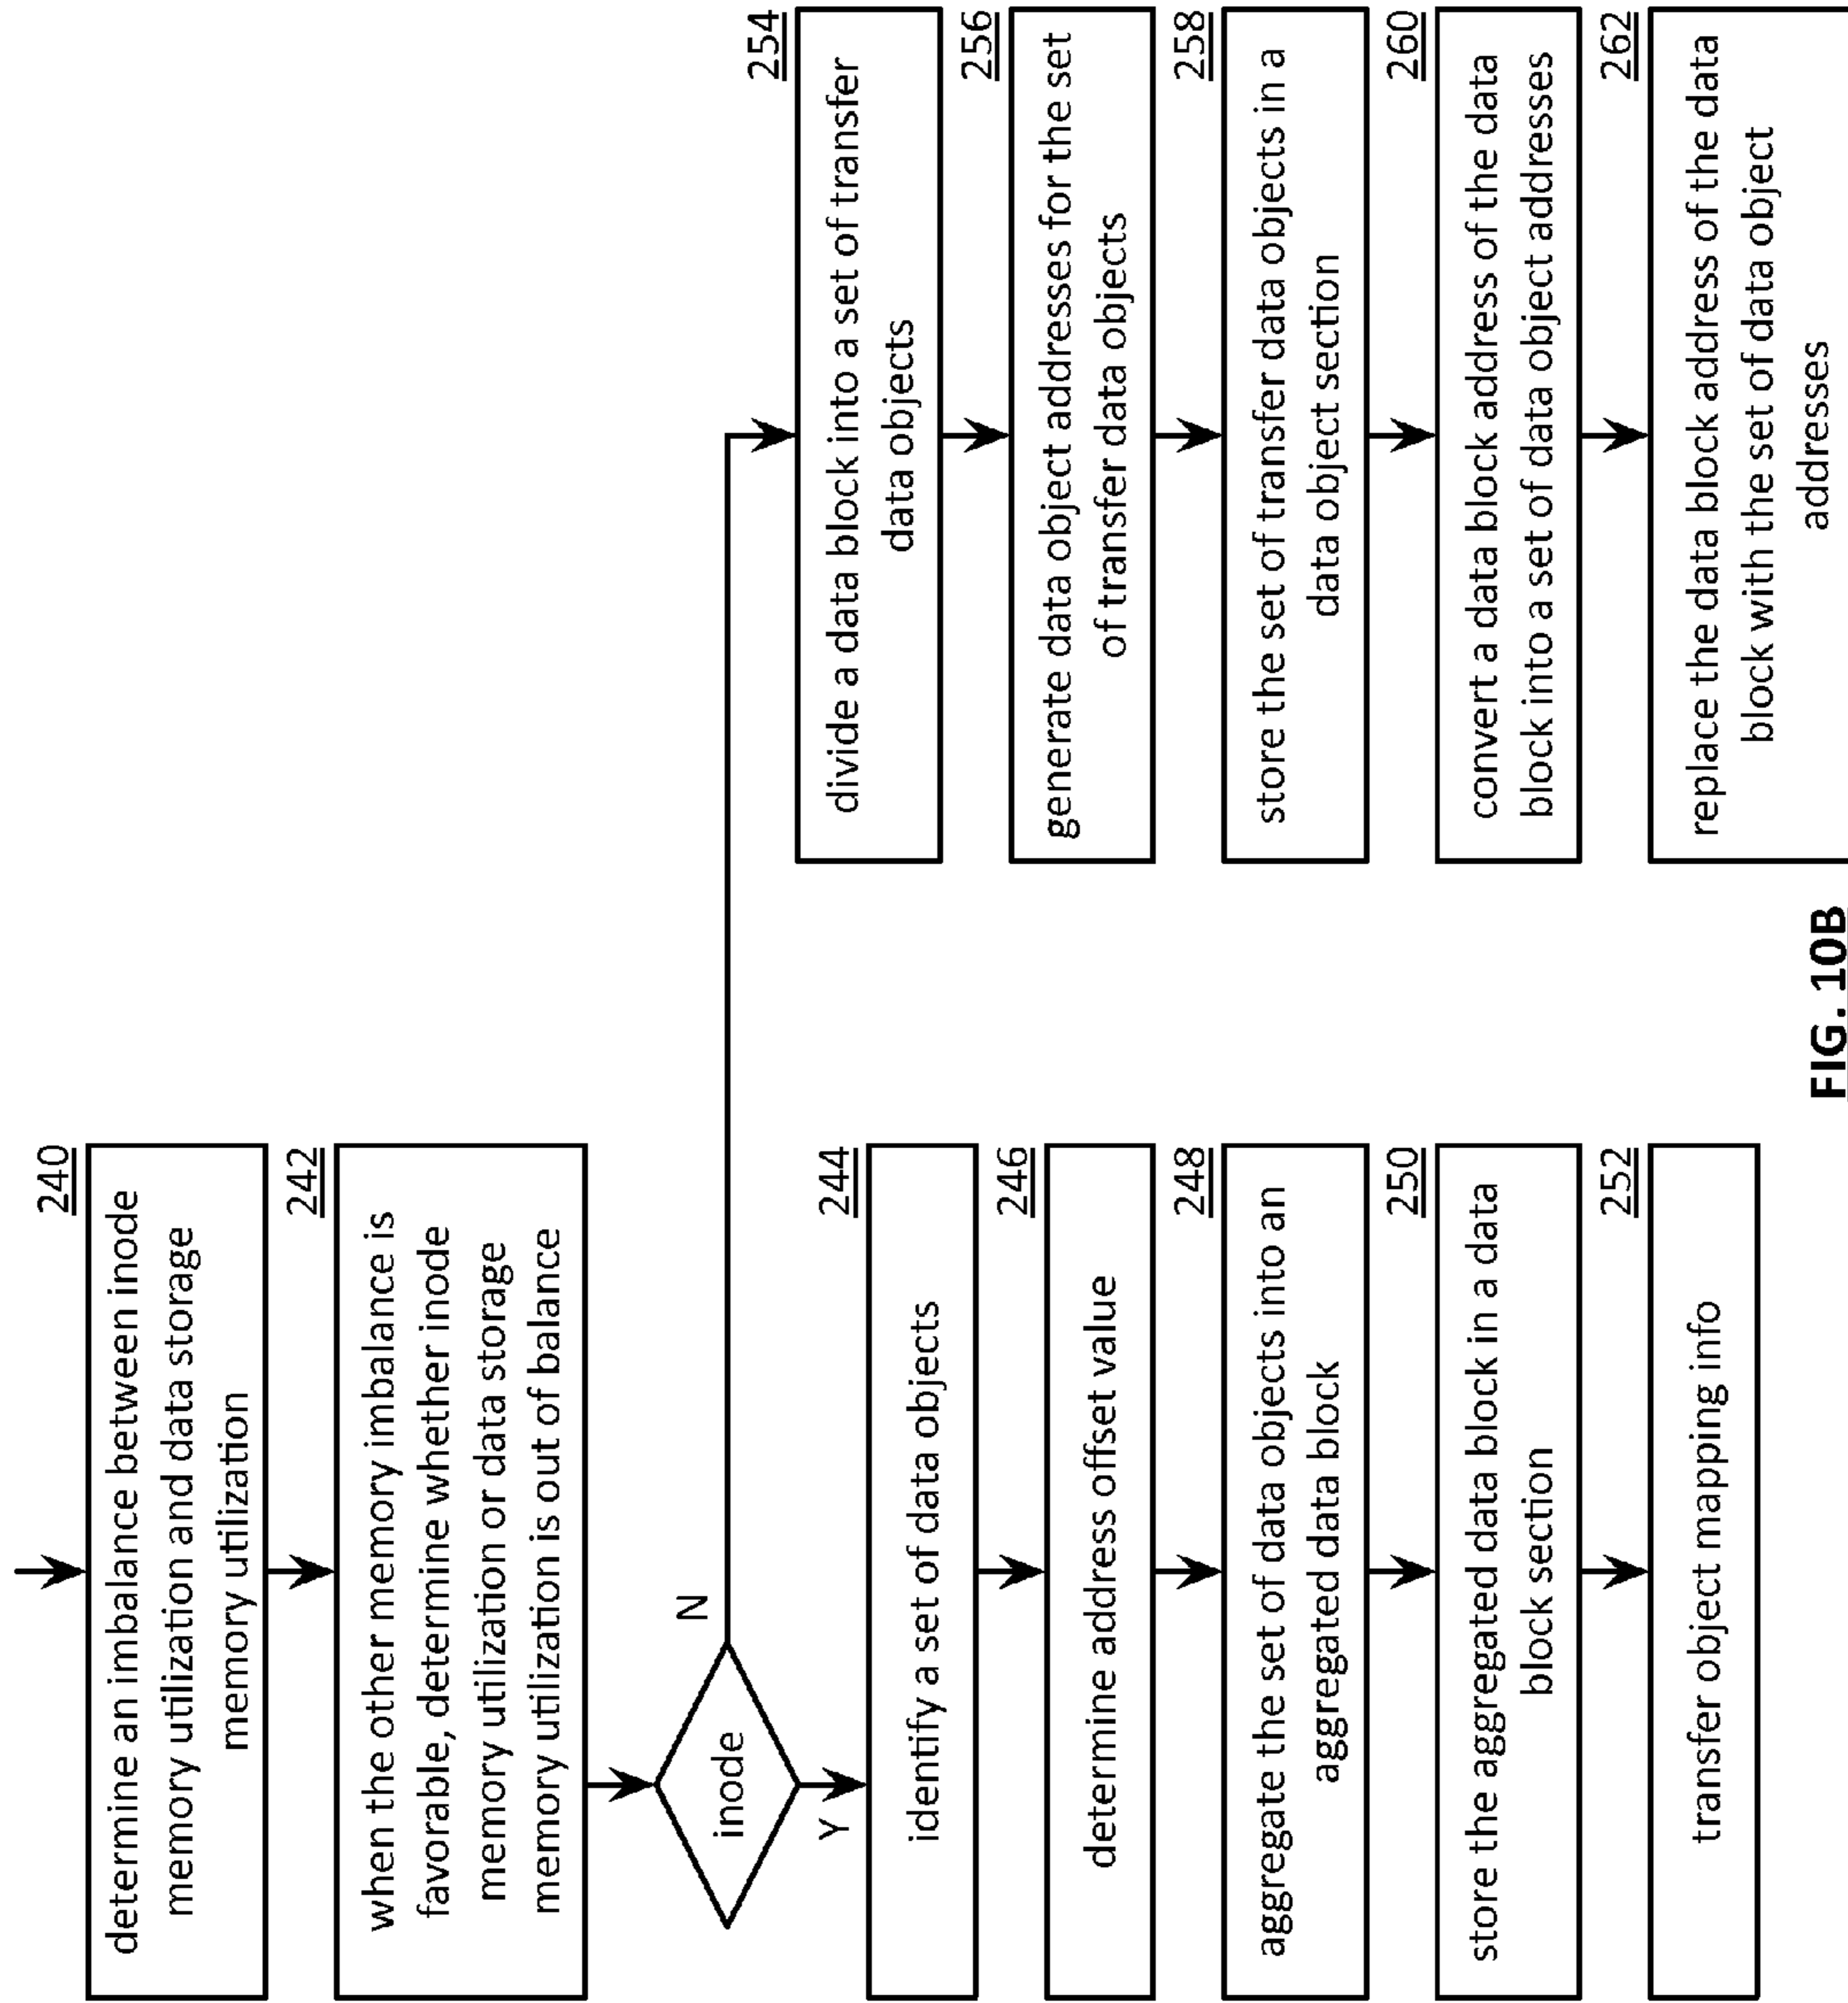 240
determine an imbalance between inode
memory utilization and data storage
memory utilization
242
when the other memory imbalance is
favorable, determine whether inode
memory utilization or data storage
memory utilization is out of balance
inode
N
Y
244
identify a set of data objects
246
determine address offset value
248
aggregate the set of data objects into an
aggregated data block
250
store the aggregated data block in a data
block section
252
transfer object mapping info
254
divide a data block into a set of transfer
data objects
256
generate data object addresses for the set
of transfer data objects
258
store the set of transfer data objects in a
data object section
260
convert a data block address of the data
block into a set of data object addresses
262
replace the data block address of the data
block with the set of data object
addresses
FIG. 10B